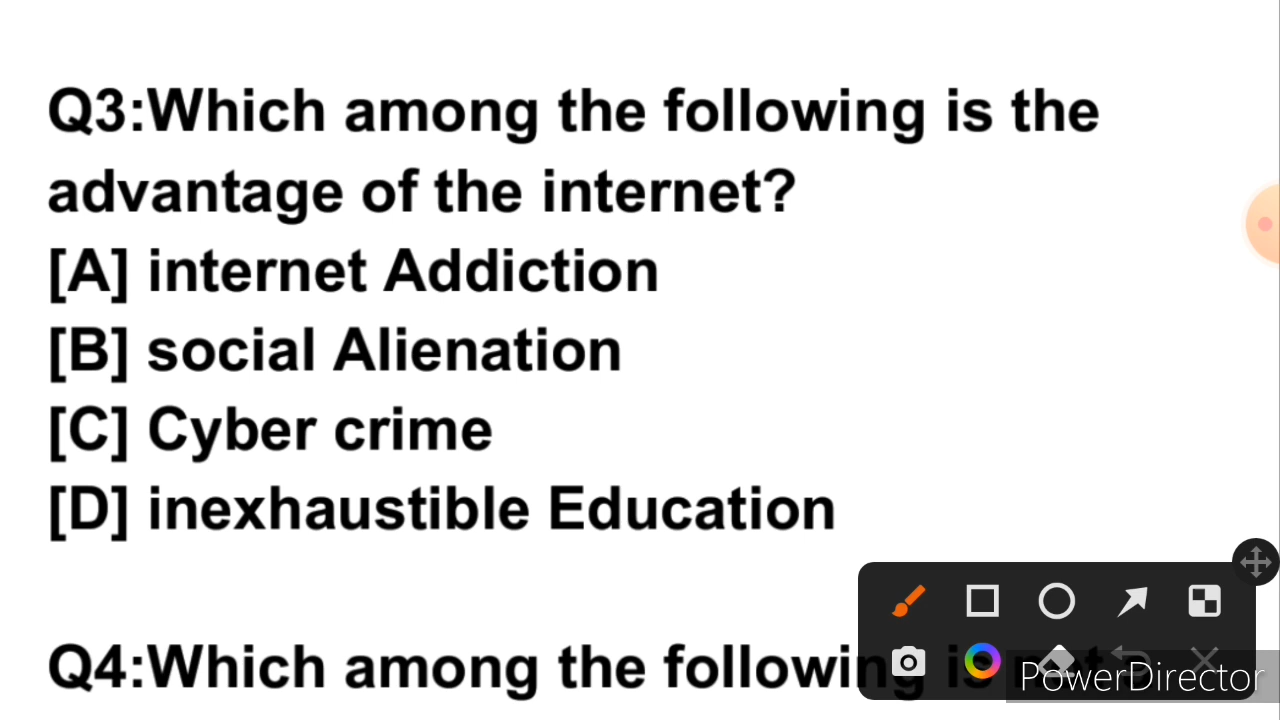 Q3:Which among the following is the
advantage of the internet?
[A] internet Addiction
[B] social Alienation
[C] Cyber crime
[D] inexhaustible Education
Q4:Which among the following is
PowerDirector